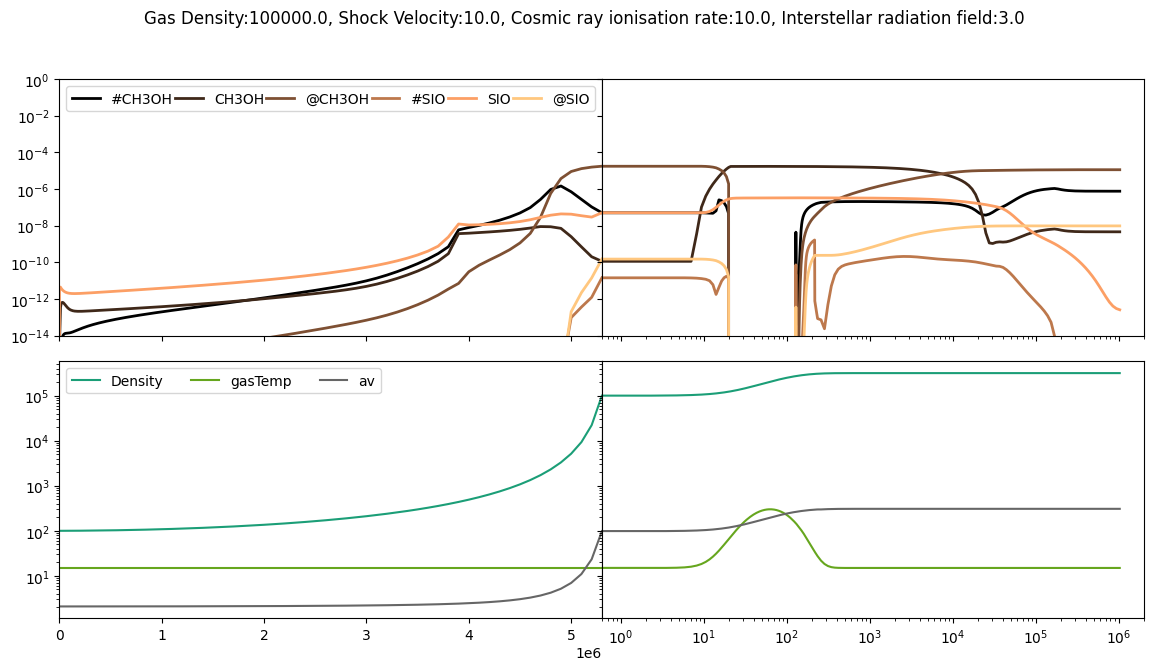 Gas Density:100000.0, Shock Velocity:10.0, Cosmic ray ionisation rate:10.0, Interstellar radiation field:3.0
#CH3OH CH3OH @CH3OH #SIO SIO @SIO
10^0
10^-2
10^-4
10^-6
10^-8
10^-10
10^-12
10^-14
Density gasTemp av
10^5
10^4
10^3
10^2
10^1
0 1 2 3 4 5 10^0 10^1 10^2 10^3 10^4 10^5 10^6
1e6